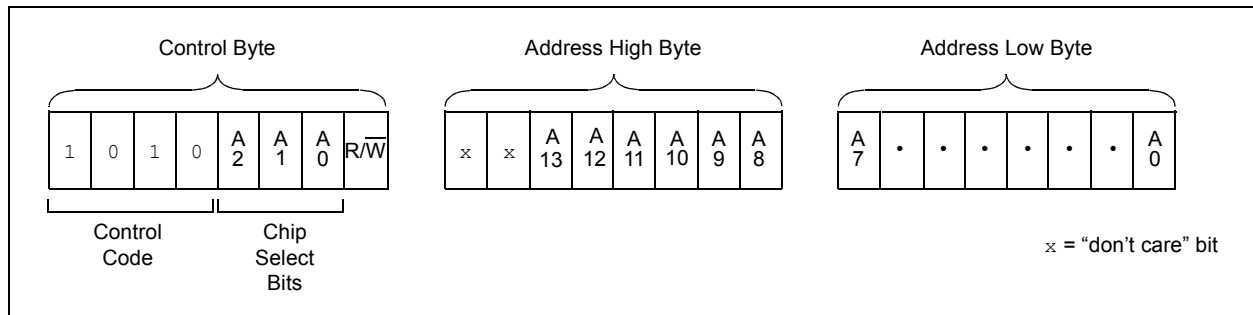 Control Byte Address High Byte Address Low Byte
1 0 1 0 A2 A1 A0 R/W̅ x x A13 A12 A11 A10 A9 A8 A7 • • • • • • A0
Control Code
Chip Select Bits
x = “don’t care” bit